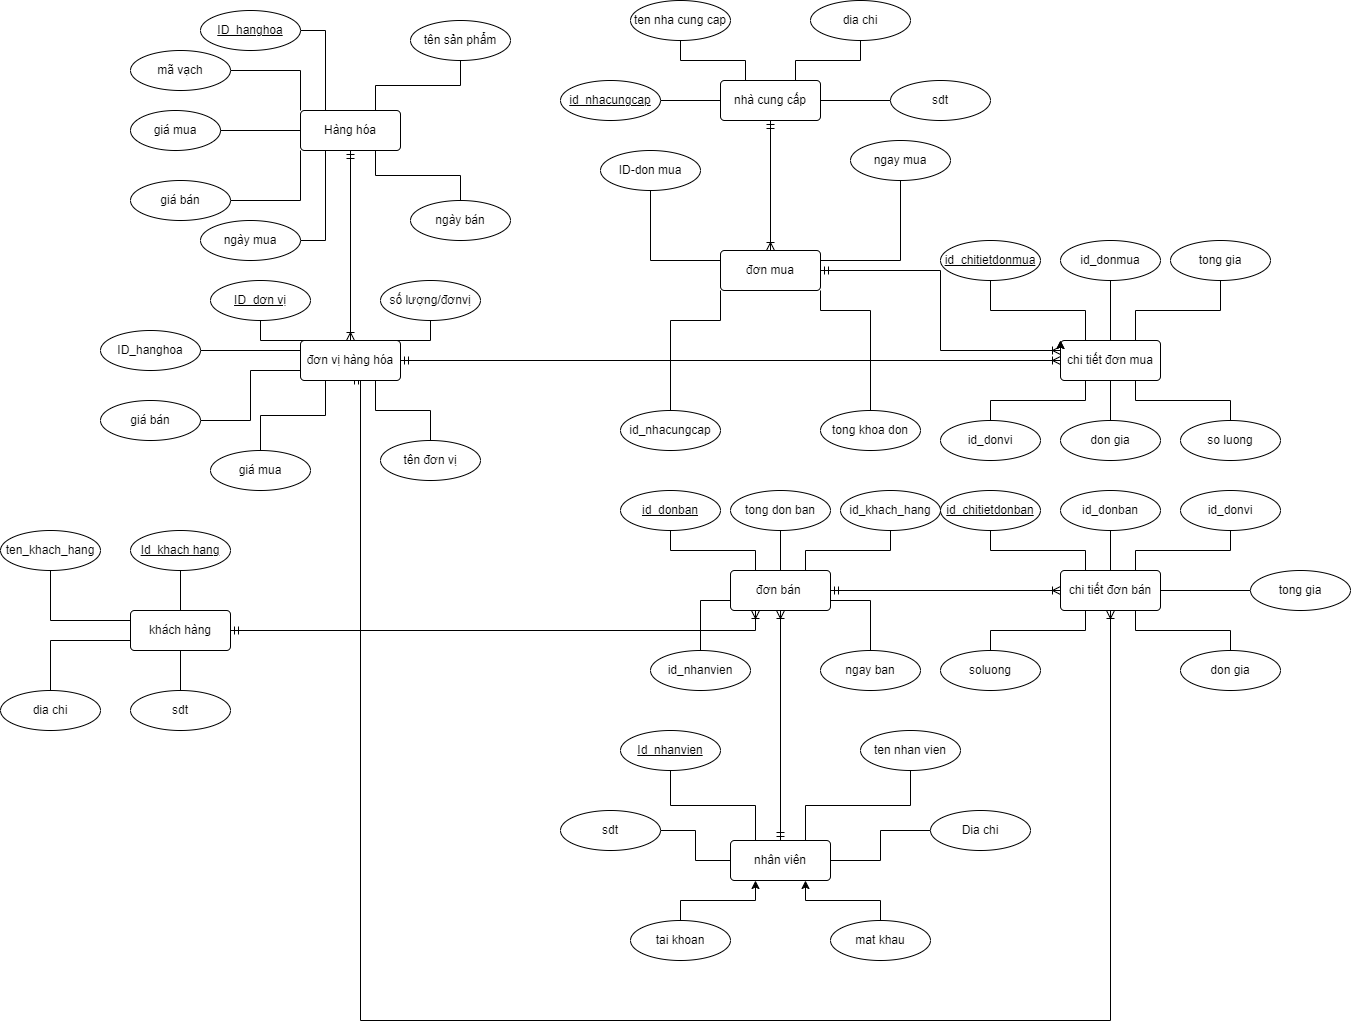 ID_hanghoa
tên sản phẩm
mã vạch
giá mua
Hàng hóa
giá bán
ngày mua
ngày bán
ten nha cung cap
dia chi
id_nhacungcap
nhà cung cấp
sdt
ID-don mua
ngay mua
đơn mua
id_nhacungcap
tong khoa don
id_chitietdonmua
id_donmua
tong gia
chi tiết đơn mua
id_donvi
don gia
so luong
ID_dơn vị
số lượng/đơnvị
ID_hanghoa
đơn vị hàng hóa
giá bán
giá mua
tên đơn vị
ten_khach_hang
Id_khach hang
khách hàng
dia chi
sdt
id_donban
tong don ban
id_khach_hang
đơn bán
id_nhanvien
ngay ban
id_chitietdonban
id_donban
id_donvi
chi tiết đơn bán
tong gia
soluong
don gia
Id_nhanvien
ten nhan vien
sdt
Dia chi
nhân viên
tai khoan
mat khau